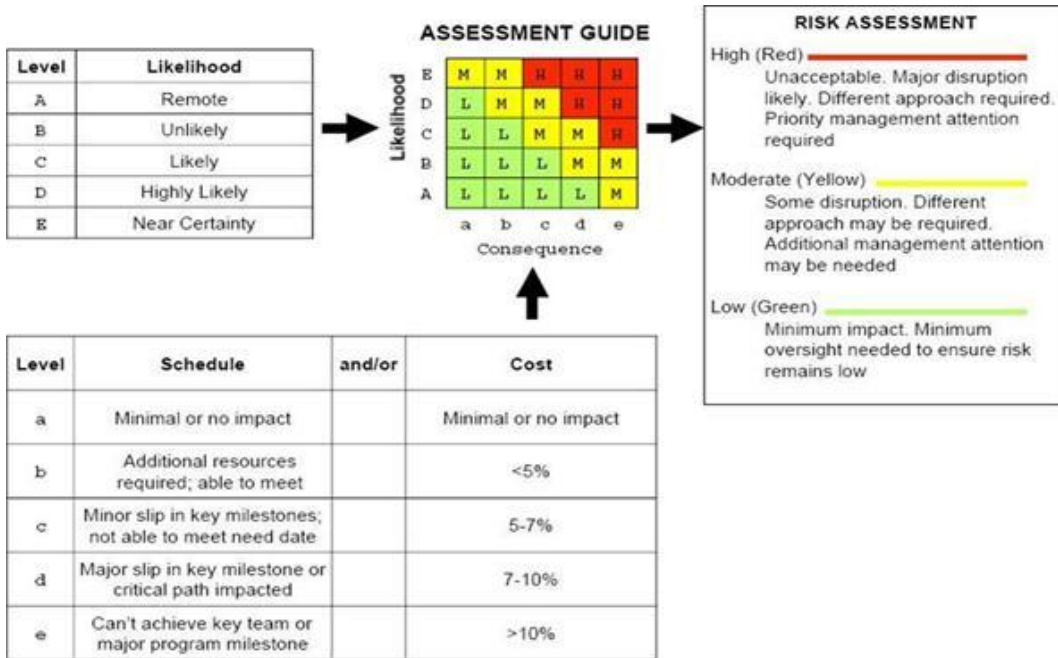 Level Likelihood
A Remote
B Unlikely
C Likely
D Highly Likely
E Near Certainty
ASSESSMENT GUIDE
Likelihood
E M M H H H
D L M M H H
C L L M M H
B L L L M M
A L L L L M
a b c d e
Consequence
RISK ASSESSMENT
High (Red)
Unacceptable. Major disruption
likely. Different approach required.
Priority management attention
required
Moderate (Yellow)
Some disruption. Different
approach may be required.
Additional management attention
may be needed
Low (Green)
Minimum impact. Minimum
oversight needed to ensure risk
remains low
Level Schedule and/or Cost
a Minimal or no impact Minimal or no impact
b Additional resources
required; able to meet <5%
c Minor slip in key milestones;
not able to meet need date 5-7%
d Major slip in key milestone or
critical path impacted 7-10%
e Can't achieve key team or
major program milestone >10%